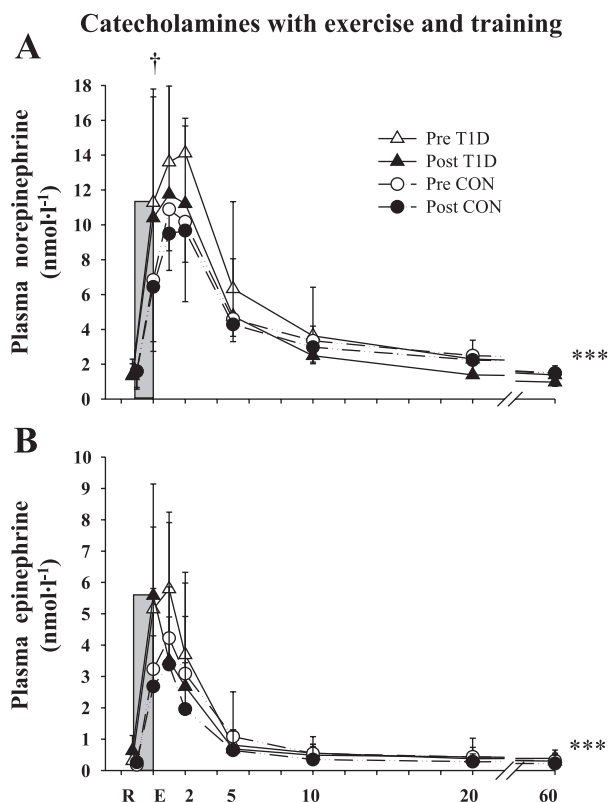 Catecholamines with exercise and training
A
†
Plasma norepinephrine
(nmol·l-1)
18
16
14
12
10
8
6
4
2
0
Pre T1D
Post T1D
Pre CON
Post CON
***
B
Plasma epinephrine
(nmol·l-1)
10
9
8
7
6
5
4
3
2
1
0
***
R E 2 5 10 20 60